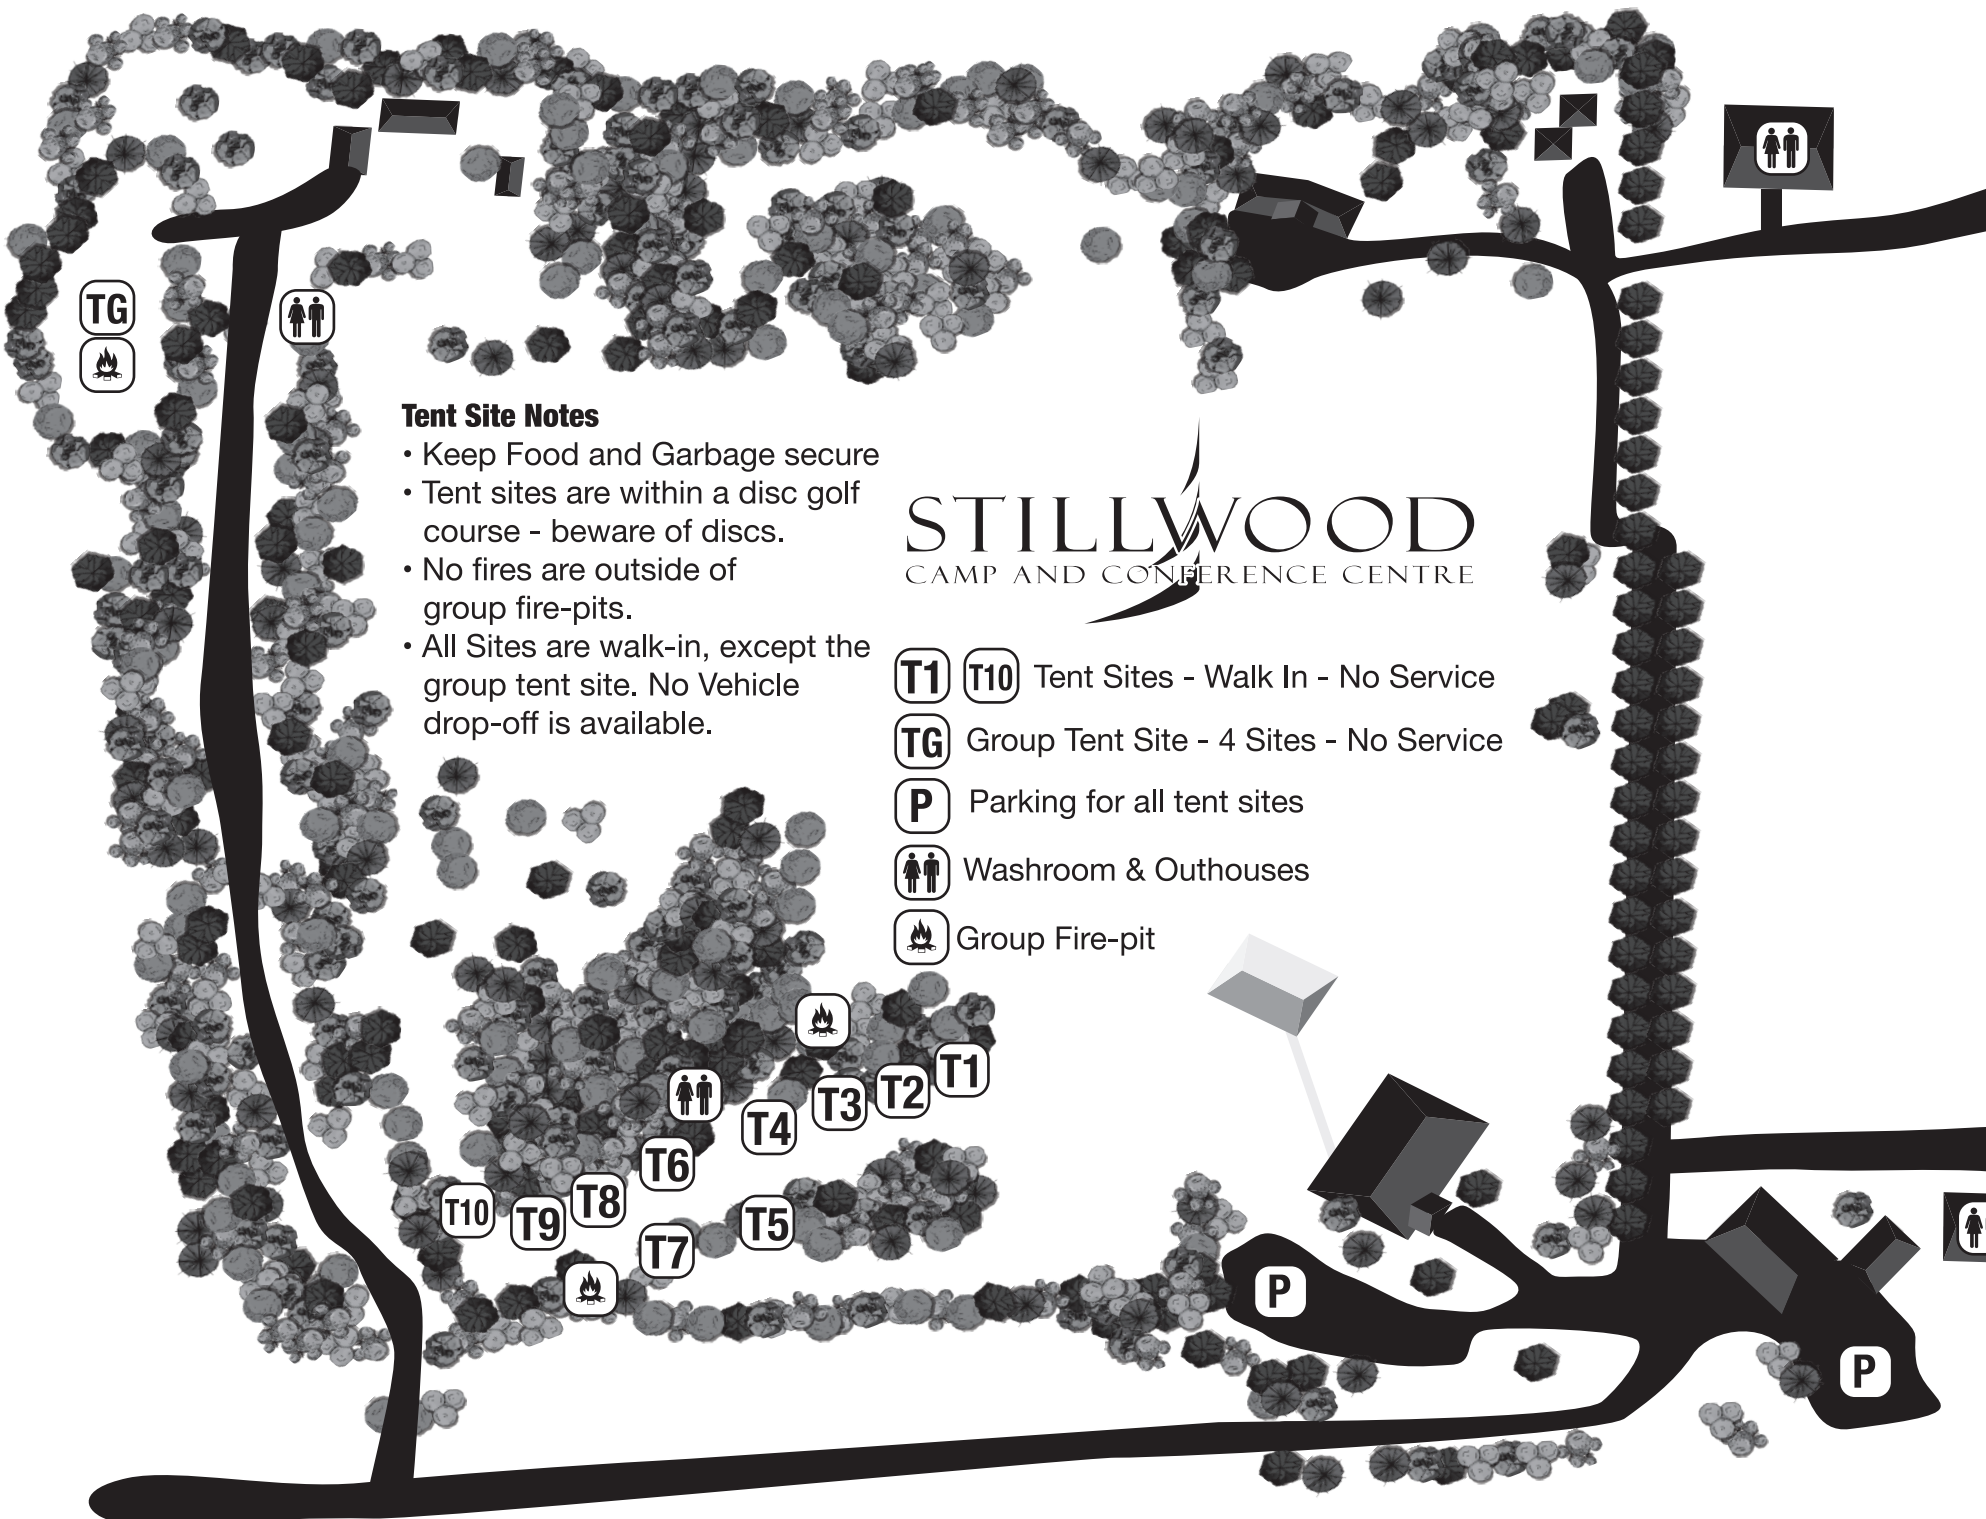 TG
Tent Site Notes
• Keep Food and Garbage secure
• Tent sites are within a disc golf
course - beware of discs.
• No fires are outside of
group fire-pits.
• All Sites are walk-in, except the
group tent site. No Vehicle
drop-off is available.
STILLWOOD
CAMP AND CONFERENCE CENTRE
T1 T10 Tent Sites - Walk In - No Service
TG Group Tent Site - 4 Sites - No Service
P Parking for all tent sites
Washroom & Outhouses
Group Fire-pit
T1
T2
T3
T4
T6
T8
T10
T9
T5
T7
P
P